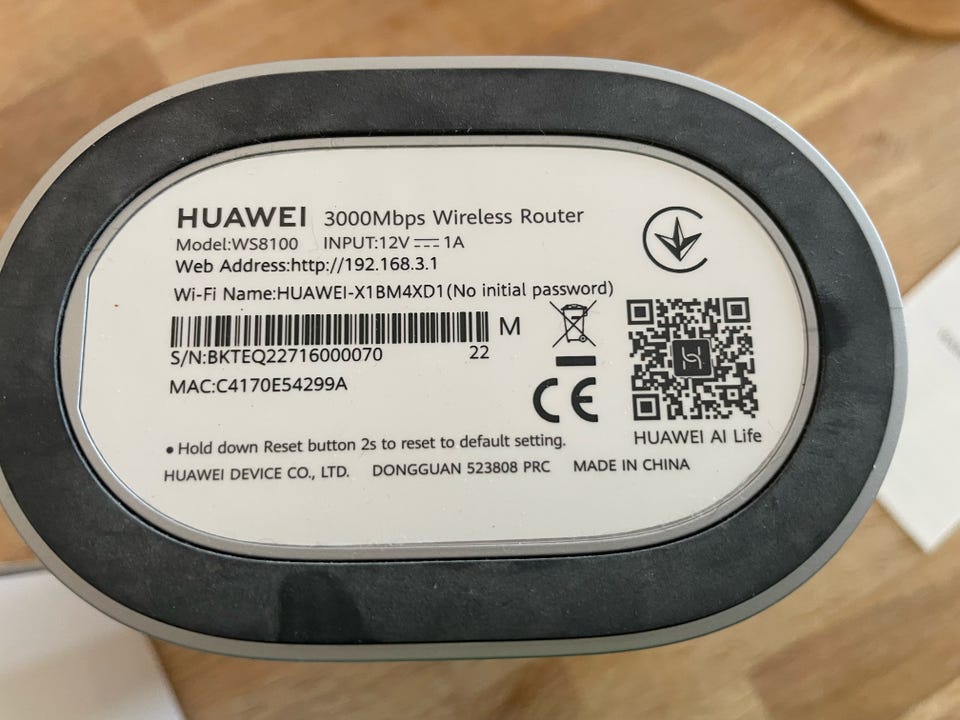 HUAWEI 3000Mbps Wireless Router
Model:WS8100 INPUT:12V⎓1A
Web Address:http://192.168.3.1
Wi-Fi Name:HUAWEI-X1BM4XD1(No initial password)
M
S/N:BKTEQ22716000070 22
MAC:C4170E54299A
CE
HUAWEI AI Life
• Hold down Reset button 2s to reset to default setting.
HUAWEI DEVICE CO., LTD. DONGGUAN 523808 PRC MADE IN CHINA